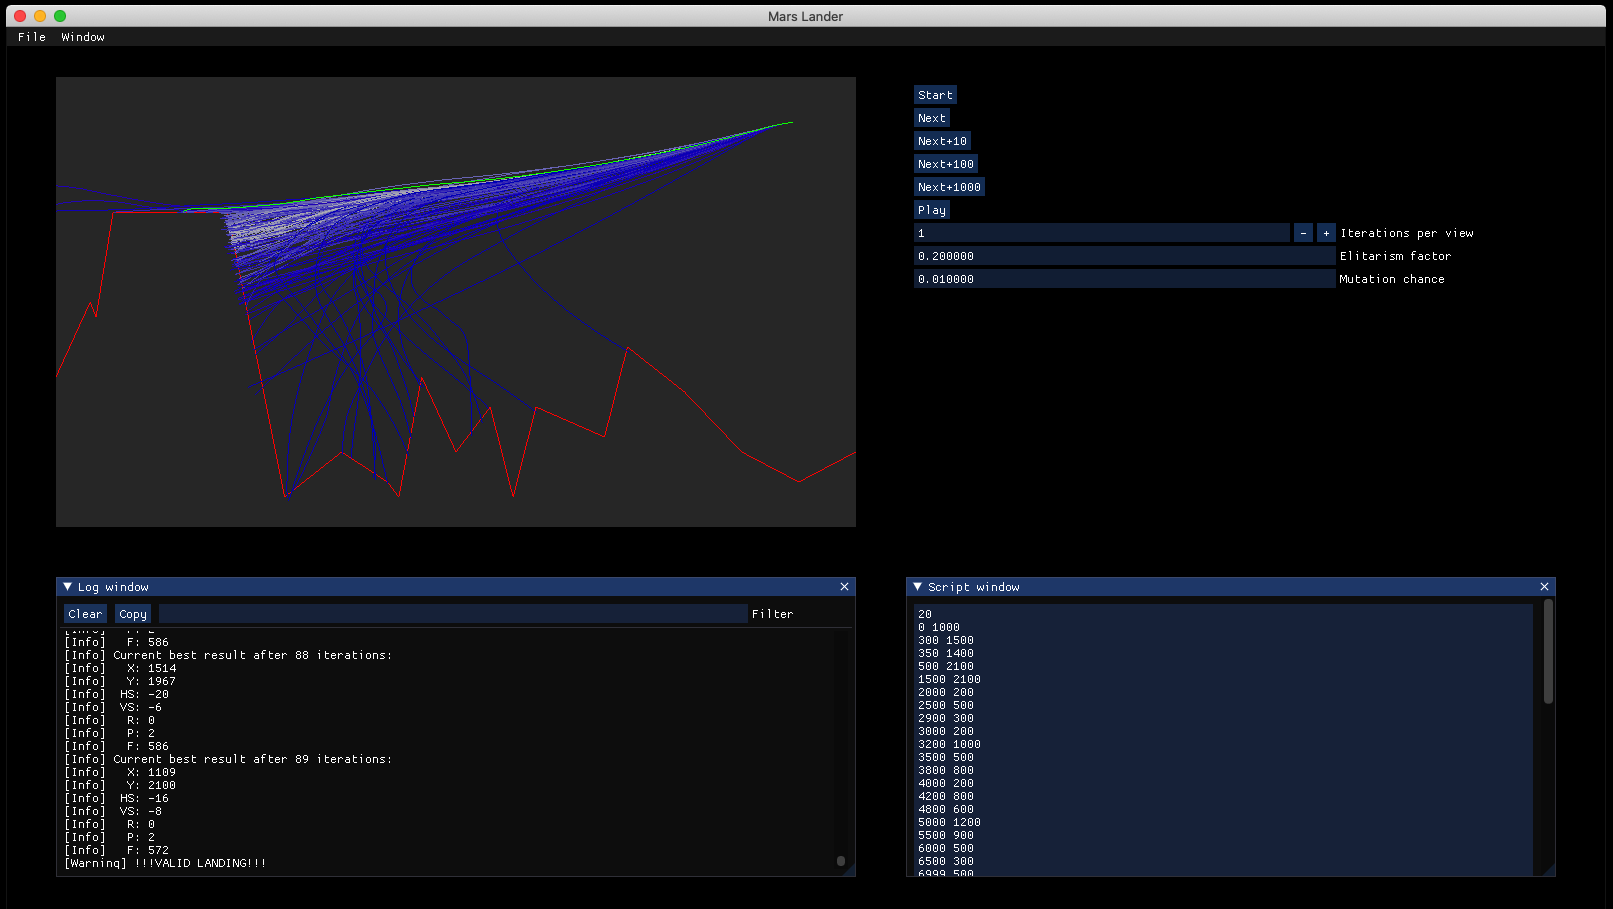 Mars Lander
File Window
Start
Next
Next+10
Next+100
Next+1000
Play
1 - + Iterations per view
0.200000 Elitarism factor
0.010000 Mutation chance
Log window
Clear Copy Filter
[Info] F: 586
[Info] Current best result after 88 iterations:
[Info] X: 1514
[Info] Y: 1967
[Info] HS: -20
[Info] VS: -6
[Info] R: 0
[Info] P: 2
[Info] F: 586
[Info] Current best result after 89 iterations:
[Info] X: 1109
[Info] Y: 2100
[Info] HS: -16
[Info] VS: -8
[Info] R: 0
[Info] P: 2
[Info] F: 572
[Warning] !!!VALID LANDING!!!
Script window
20
0 1000
300 1500
350 1400
500 2100
1500 2100
2000 200
2500 500
2900 300
3000 200
3200 1000
3500 500
3800 800
4000 200
4200 800
4800 600
5000 1200
5500 900
6000 500
6500 300
6999 500